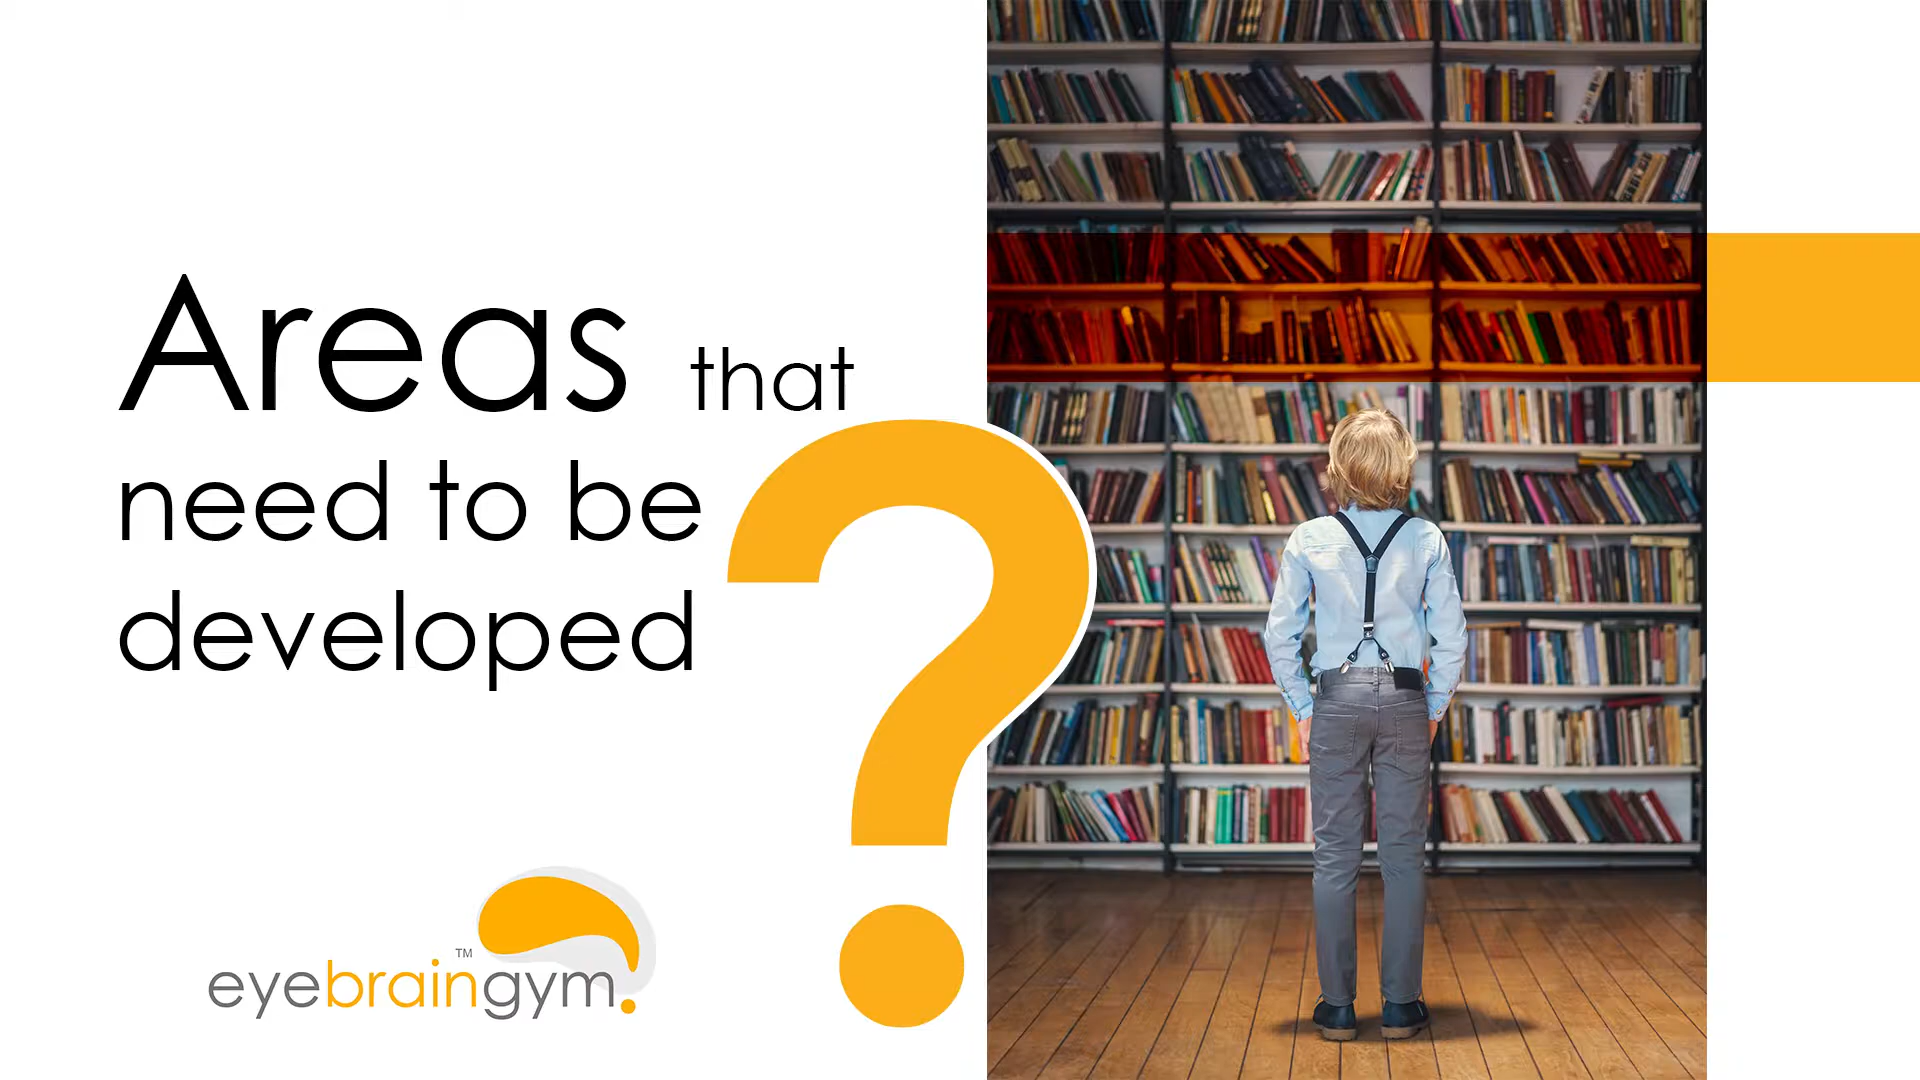 Areas that
need to be
developed
?
eyebraingym™